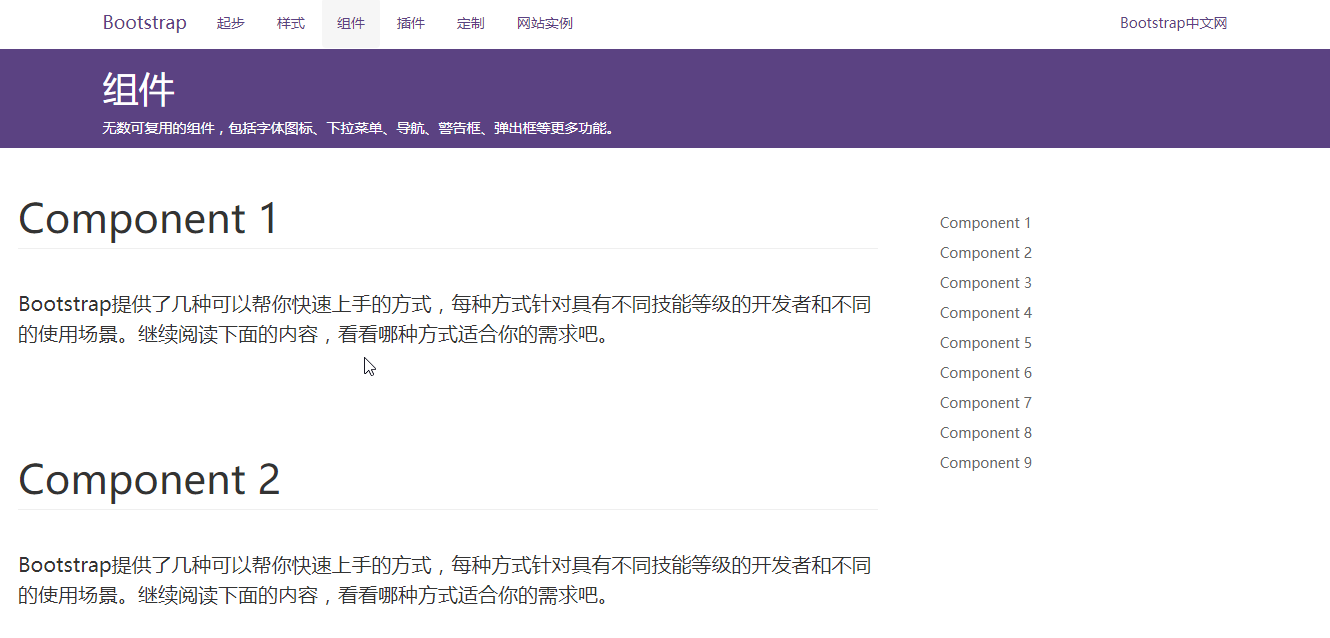 Bootstrap 起步 样式 组件 插件 定制 网站实例 Bootstrap中文网
组件
无数可复用的组件，包括字体图标、下拉菜单、导航、警告框、弹出框等更多功能。
Component 1
Bootstrap提供了几种可以帮你快速上手的方式，每种方式针对具有不同技能等级的开发者和不同
的使用场景。继续阅读下面的内容，看看哪种方式适合你的需求吧。
Component 2
Bootstrap提供了几种可以帮你快速上手的方式，每种方式针对具有不同技能等级的开发者和不同
的使用场景。继续阅读下面的内容，看看哪种方式适合你的需求吧。
Component 1
Component 2
Component 3
Component 4
Component 5
Component 6
Component 7
Component 8
Component 9